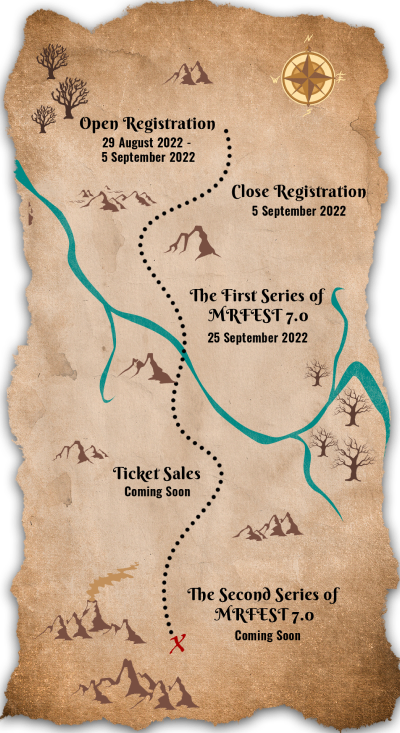 N
W
E
S
Open Registration
29 August 2022 -
5 September 2022
Close Registration
5 September 2022
The First Series of
MRFEST 7.0
25 September 2022
Ticket Sales
Coming Soon
The Second Series of
MRFEST 7.0
Coming Soon
X